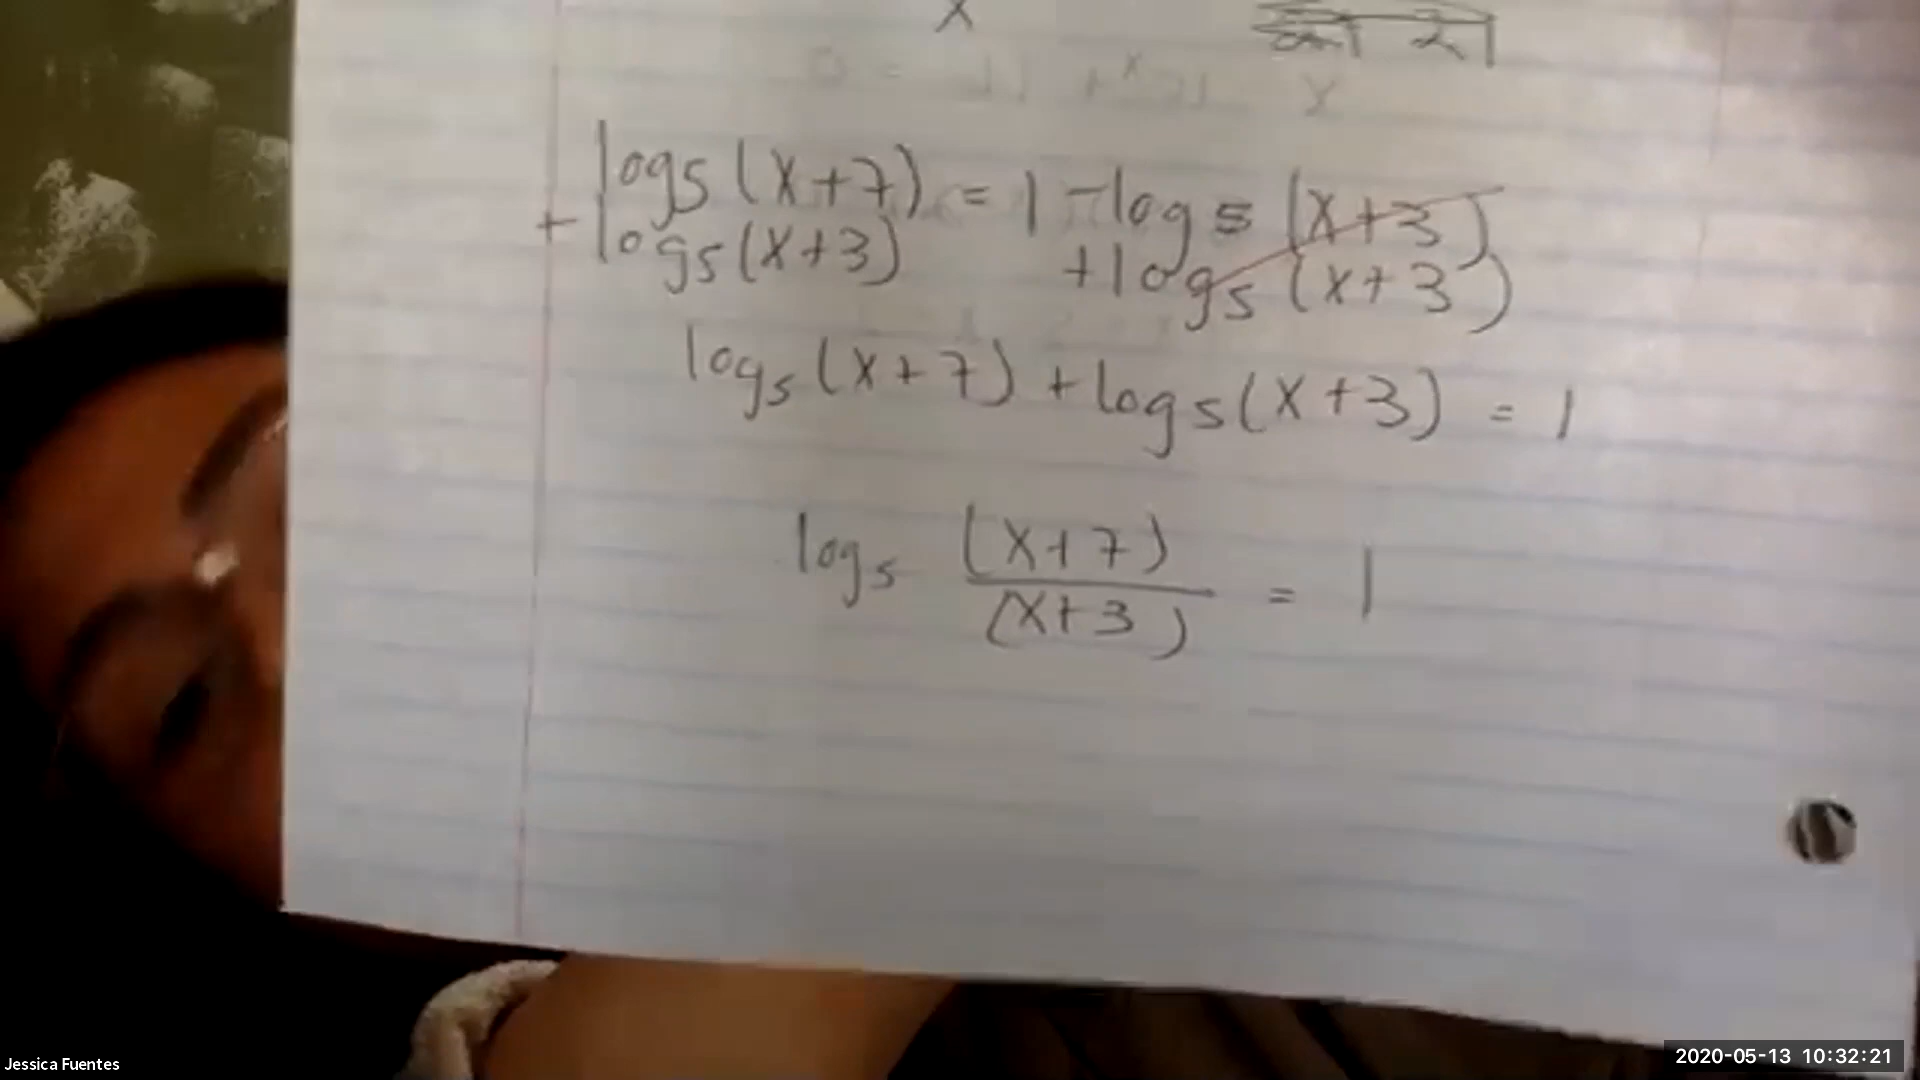 x
log₅(x+7) = 1 - log₅(x+3)
+log₅(x+3) +log₅(x+3)
log₅(x+7) + log₅(x+3) = 1
log₅ (x+7)
(x+3) = 1
Jessica Fuentes
2020-05-13 10:32:21